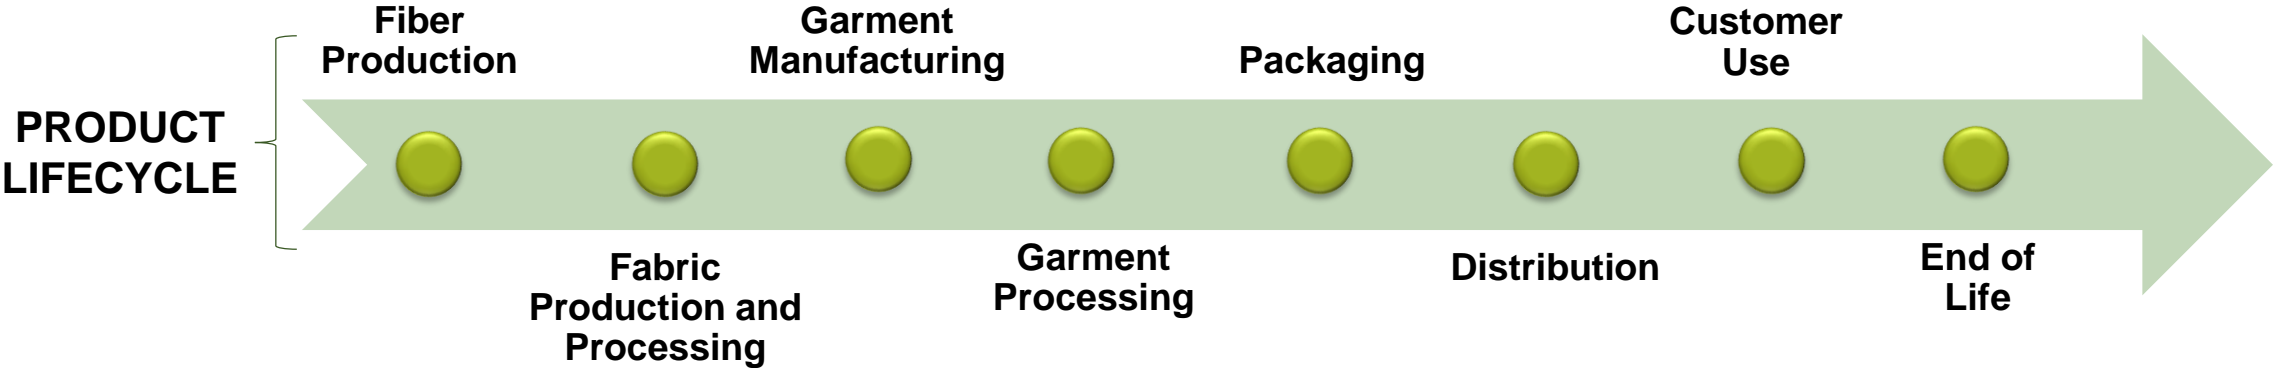 PRODUCT
LIFECYCLE
Fiber
Production
Fabric
Production and
Processing
Garment
Manufacturing
Garment
Processing
Packaging
Distribution
Customer
Use
End of
Life